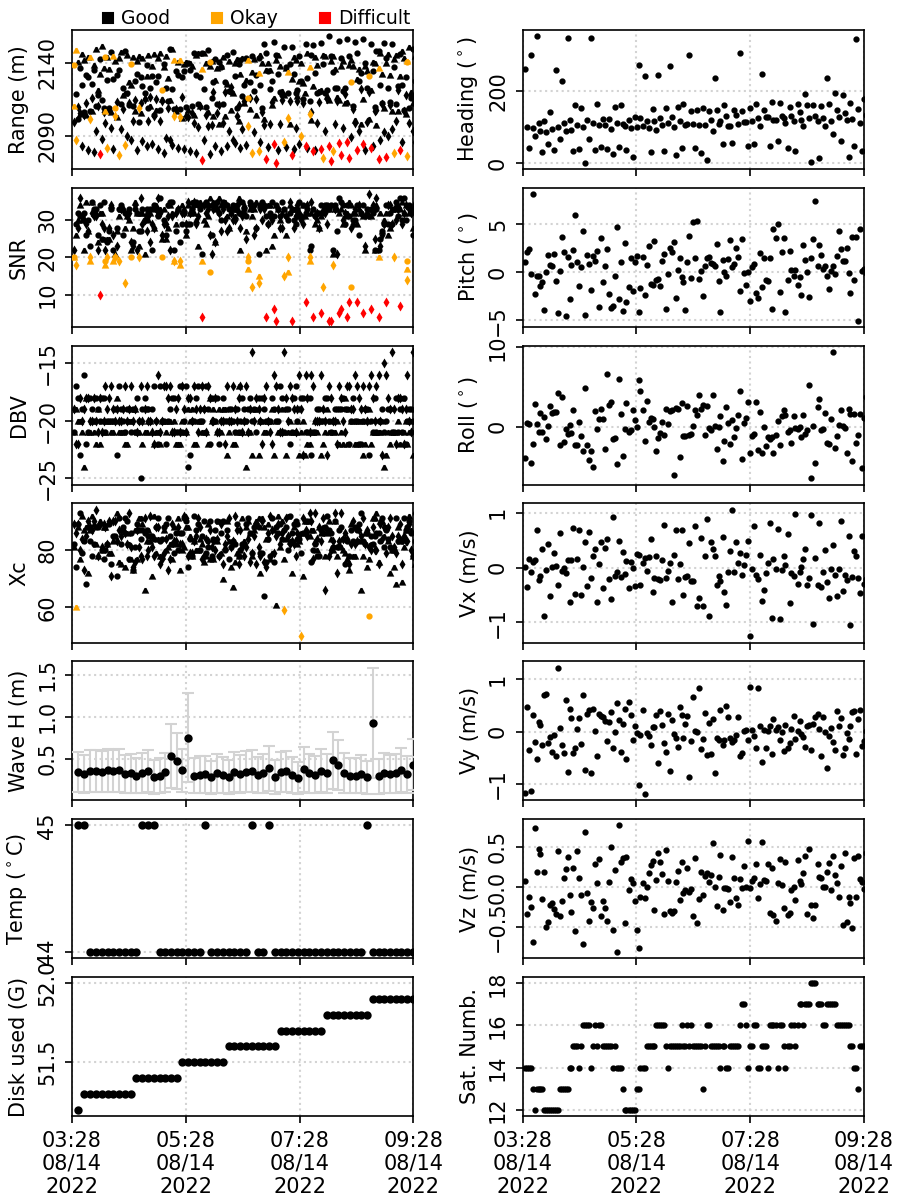 Good Okay Difficult
Range (m)
2140
2090
Heading (°)
200
0
SNR
30
20
10
Pitch (°)
5
0
−5
DBV
−15
−20
−25
Roll (°)
10
0
Xc
80
60
Vx (m/s)
1
0
−1
Wave H (m)
1.5
1.0
0.5
Vy (m/s)
1
0
−1
Temp (°C)
45
44
Vz (m/s)
0.5
0.0
−0.5
Disk used (G)
52.0
51.5
Sat. Numb.
18
16
14
12
03:28 05:28 07:28 09:28 03:28 05:28 07:28 09:28
08/14 08/14 08/14 08/14 08/14 08/14 08/14 08/14
2022 2022 2022 2022 2022 2022 2022 2022